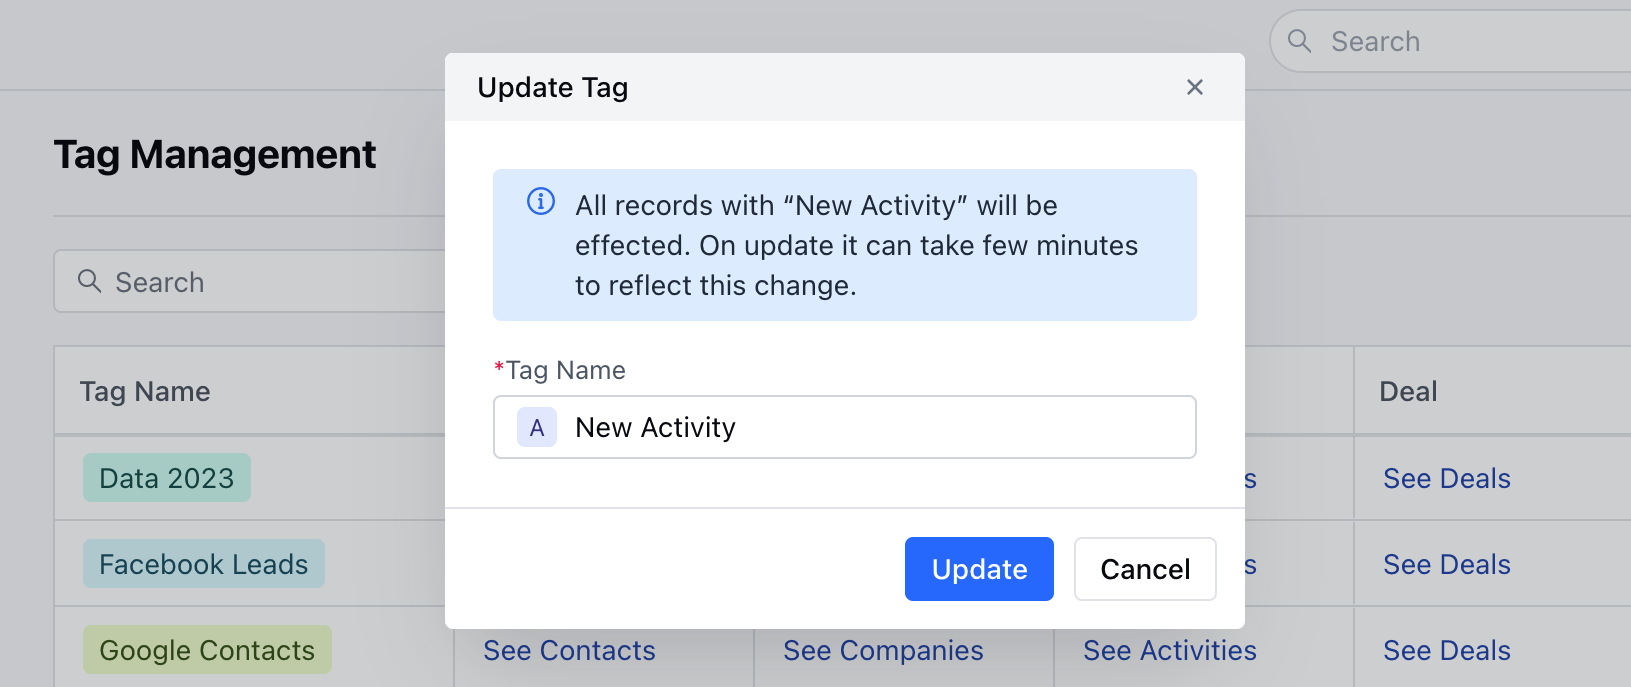 Search
Update Tag
Tag Management
All records with “New Activity” will be
effected. On update it can take few minutes
to reflect this change.
Search
*Tag Name
Tag Name
Deal
A New Activity
Data 2023
s See Deals
Facebook Leads
s See Deals
Update Cancel
Google Contacts See Contacts See Companies See Activities See Deals